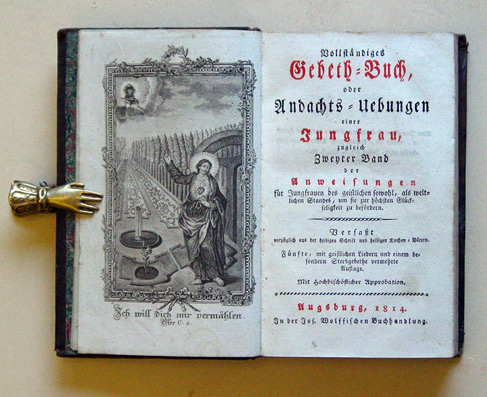 Ich will dich mir vermählen
Osee C. 2.
Vollständiges
Gebeth-Buch,
oder
Andachts-Uebungen
einer
Jungfrau,
zugleich
Zweyter Band
der
Anweisungen
für Jungfrauen des geistlichen sowohl, als welt-
lichen Standes, um sie zur höchsten Glück-
seligkeit zu befördern.
Verfaßt
vorzüglich aus der heiligen Schrift und heiligen Kirchen-Vätern.
Fünfte, mit geistlichen Liedern und einem be-
sondern Sterbgebethe vermehrte
Auflage.
Mit Hochbischöflicher Approbation.
Augsburg, 1814.
In der Jos. Wolffischen Buchhandlung.